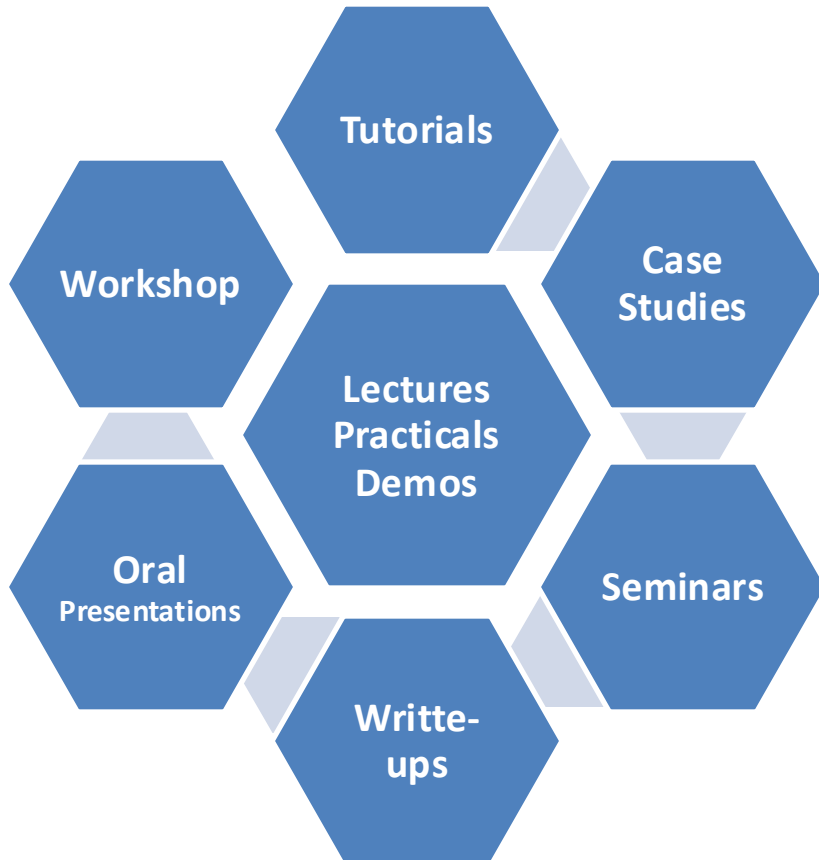 Tutorials
Case
Studies
Workshop
Lectures
Practicals
Demos
Oral
Presentations
Seminars
Writte-
ups